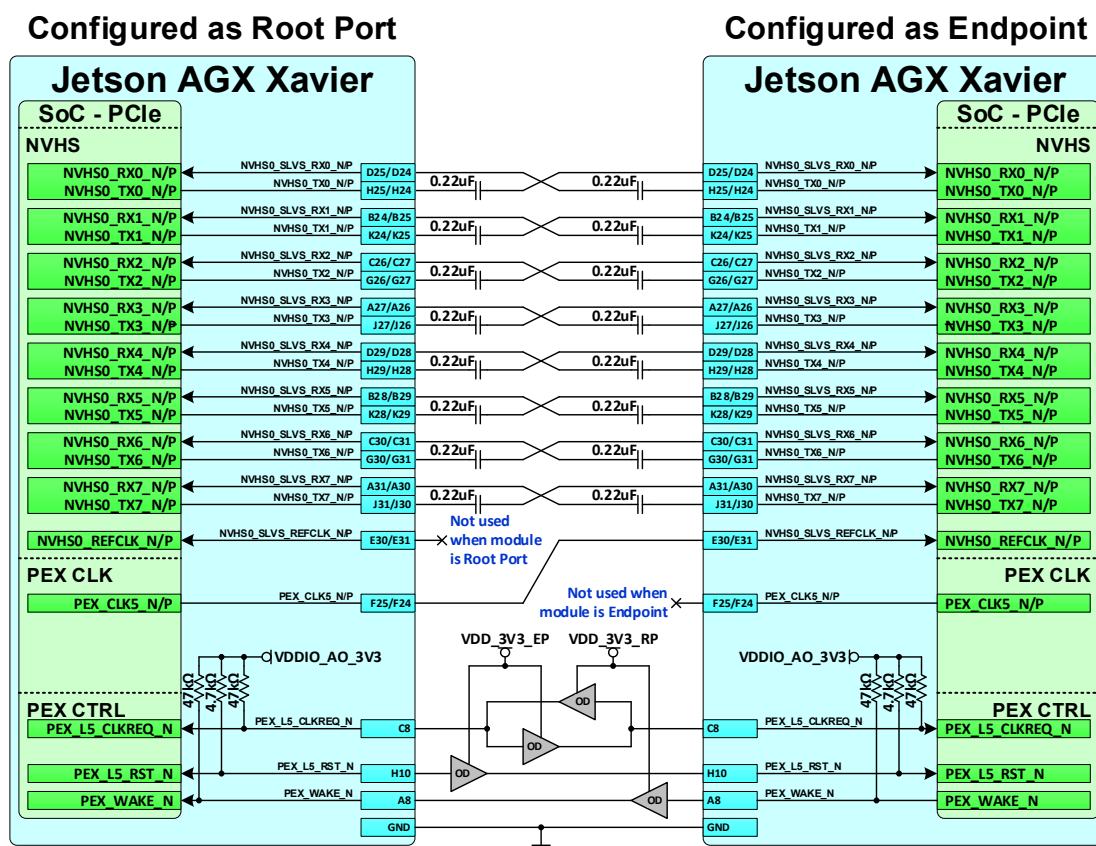 Configured as Root Port
Configured as Endpoint
Jetson AGX Xavier
Jetson AGX Xavier
SoC - PCIe
SoC - PCIe
NVHS
NVHS
NVHS0_RX0_N/P NVHS0_SLVS_RX0_N/P D25/D24 D25/D24 NVHS0_SLVS_RX0_N/P NVHS0_RX0_N/P
NVHS0_TX0_N/P NVHS0_TX0_N/P H25/H24 0.22uF 0.22uF H25/H24 NVHS0_TX0_N/P NVHS0_TX0_N/P
NVHS0_RX1_N/P NVHS0_SLVS_RX1_N/P B24/B25 B24/B25 NVHS0_SLVS_RX1_N/P NVHS0_RX1_N/P
NVHS0_TX1_N/P NVHS0_TX1_N/P K24/K25 0.22uF 0.22uF K24/K25 NVHS0_TX1_N/P NVHS0_TX1_N/P
NVHS0_RX2_N/P NVHS0_SLVS_RX2_N/P C26/C27 C26/C27 NVHS0_SLVS_RX2_N/P NVHS0_RX2_N/P
NVHS0_TX2_N/P NVHS0_TX2_N/P G26/G27 0.22uF 0.22uF G26/G27 NVHS0_TX2_N/P NVHS0_TX2_N/P
NVHS0_RX3_N/P NVHS0_SLVS_RX3_N/P A27/A26 A27/A26 NVHS0_SLVS_RX3_N/P NVHS0_RX3_N/P
NVHS0_TX3_N/P NVHS0_TX3_N/P J27/J26 0.22uF 0.22uF J27/J26 NVHS0_TX3_N/P NVHS0_TX3_N/P
NVHS0_RX4_N/P NVHS0_SLVS_RX4_N/P D29/D28 D29/D28 NVHS0_SLVS_RX4_N/P NVHS0_RX4_N/P
NVHS0_TX4_N/P NVHS0_TX4_N/P H29/H28 0.22uF 0.22uF H29/H28 NVHS0_TX4_N/P NVHS0_TX4_N/P
NVHS0_RX5_N/P NVHS0_SLVS_RX5_N/P B28/B29 B28/B29 NVHS0_SLVS_RX5_N/P NVHS0_RX5_N/P
NVHS0_TX5_N/P NVHS0_TX5_N/P K28/K29 0.22uF 0.22uF K28/K29 NVHS0_TX5_N/P NVHS0_TX5_N/P
NVHS0_RX6_N/P NVHS0_SLVS_RX6_N/P C30/C31 C30/C31 NVHS0_SLVS_RX6_N/P NVHS0_RX6_N/P
NVHS0_TX6_N/P NVHS0_TX6_N/P G30/G31 0.22uF 0.22uF G30/G31 NVHS0_TX6_N/P NVHS0_TX6_N/P
NVHS0_RX7_N/P NVHS0_SLVS_RX7_N/P A31/A30 A31/A30 NVHS0_SLVS_RX7_N/P NVHS0_RX7_N/P
NVHS0_TX7_N/P NVHS0_TX7_N/P J31/J30 0.22uF 0.22uF J31/J30 NVHS0_TX7_N/P NVHS0_TX7_N/P
Not used
when module
is Root Port
NVHS0_REFCLK_N/P NVHS0_SLVS_REFCLK_N/P E30/E31 E30/E31 NVHS0_SLVS_REFCLK_N/P NVHS0_REFCLK_N/P
PEX CLK
PEX CLK
Not used when
module is Endpoint
PEX_CLK5_N/P PEX_CLK5_N/P F25/F24 F25/F24 PEX_CLK5_N/P PEX_CLK5_N/P
VDD_3V3_EP VDD_3V3_RP
VDDIO_AO_3V3 VDDIO_AO_3V3
47kΩ 4.7kΩ 47kΩ
47kΩ 4.7kΩ 47kΩ
OD
PEX CTRL
PEX CTRL
PEX_L5_CLKREQ_N PEX_L5_CLKREQ_N C8 C8 PEX_L5_CLKREQ_N PEX_L5_CLKREQ_N
OD
PEX_L5_RST_N PEX_L5_RST_N H10 OD H10 PEX_L5_RST_N PEX_L5_RST_N
PEX_WAKE_N PEX_WAKE_N A8 OD A8 PEX_WAKE_N PEX_WAKE_N
GND GND